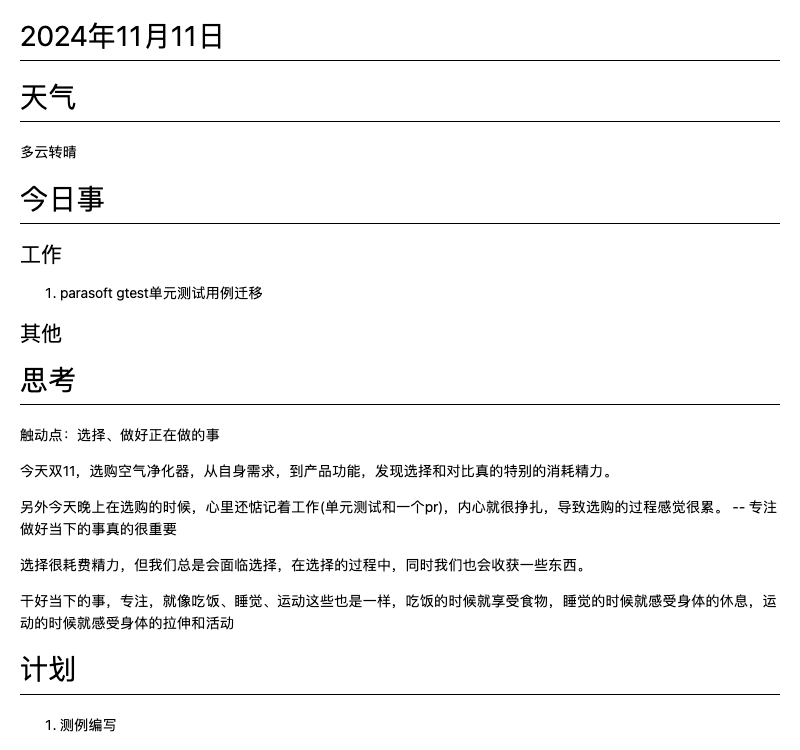 2024年11月11日
天气
多云转晴
今日事
工作
1. parasoft gtest单元测试用例迁移
其他
思考
触动点：选择、做好正在做的事
今天双11，选购空气净化器，从自身需求，到产品功能，发现选择和对比真的特别的消耗精力。
另外今天晚上在选购的时候，心里还惦记着工作(单元测试和一个pr)，内心就很挣扎，导致选购的过程感觉很累。 -- 专注
做好当下的事真的很重要
选择很耗费精力，但我们总是会面临选择，在选择的过程中，同时我们也会收获一些东西。
干好当下的事，专注，就像吃饭、睡觉、运动这些也是一样，吃饭的时候就享受食物，睡觉的时候就感受身体的休息，运
动的时候就感受身体的拉伸和活动
计划
1. 测例编写